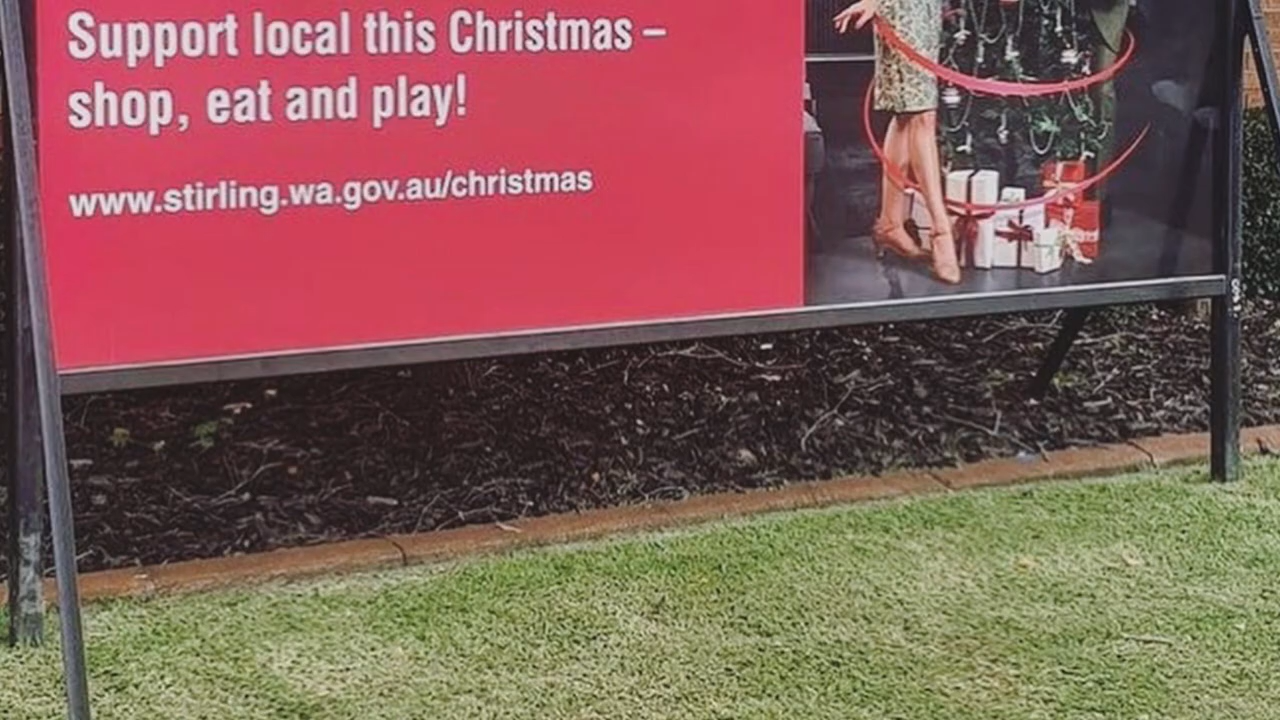 Support local this Christmas –
shop, eat and play!
www.stirling.wa.gov.au/christmas